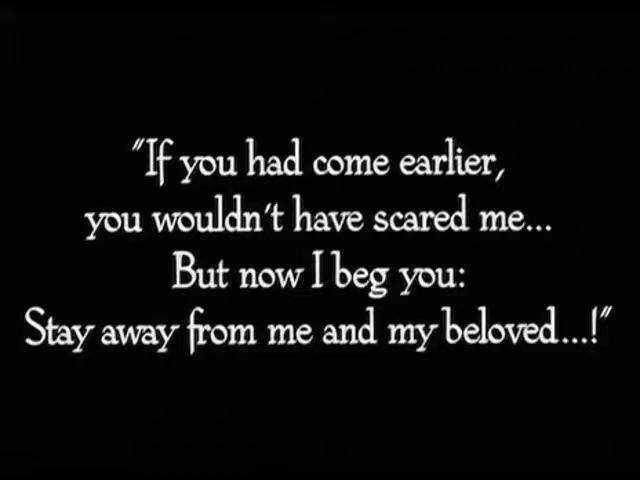 "If you had come earlier,
you wouldn't have scared me...
But now I beg you:
Stay away from me and my beloved...!"